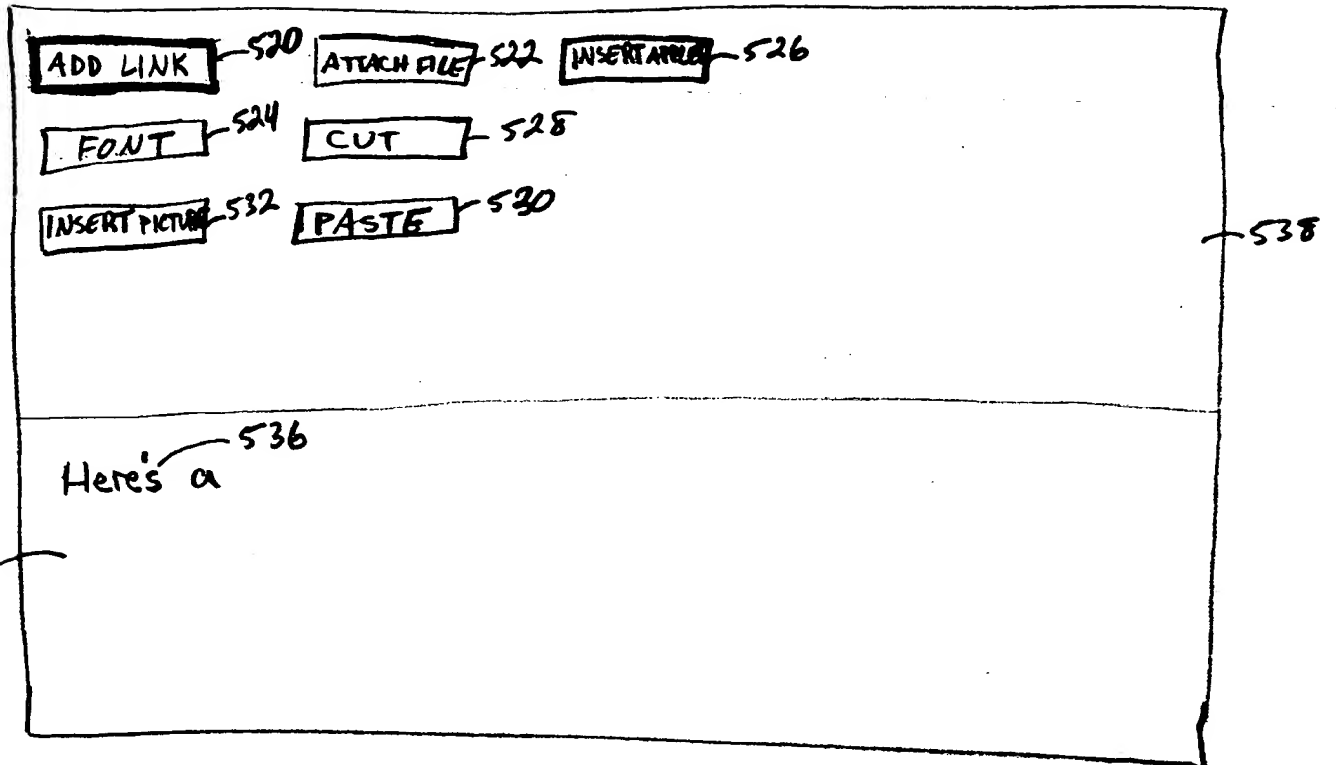 ADD LINK 520 ATTACH FILE 522 INSERT APPLET 526
FONT 524 CUT 528
INSERT PICTURE 532 PASTE 530
538
Here's a 536